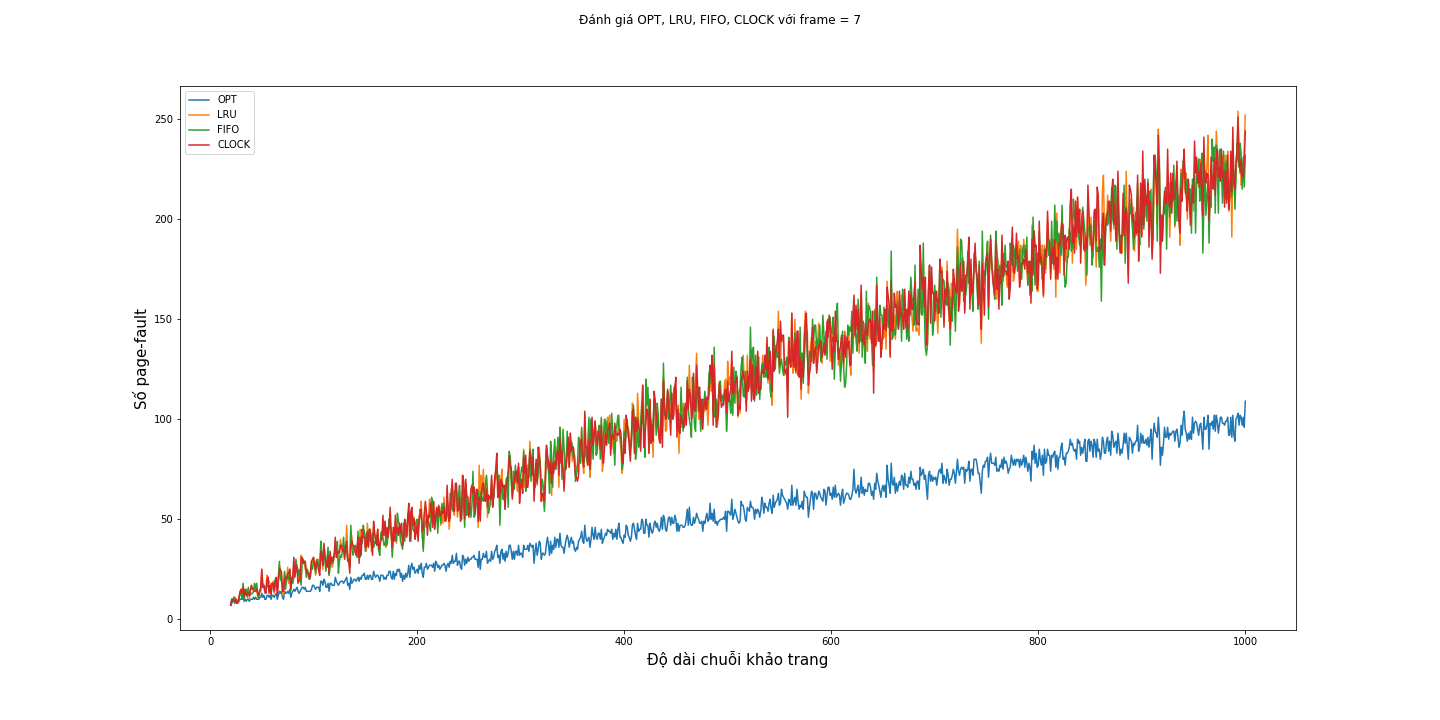 Đánh giá OPT, LRU, FIFO, CLOCK với frame = 7
OPT
LRU
FIFO
CLOCK
250
200
150
100
50
0
Số page-fault
0 200 400 600 800 1000
Độ dài chuỗi khảo trang